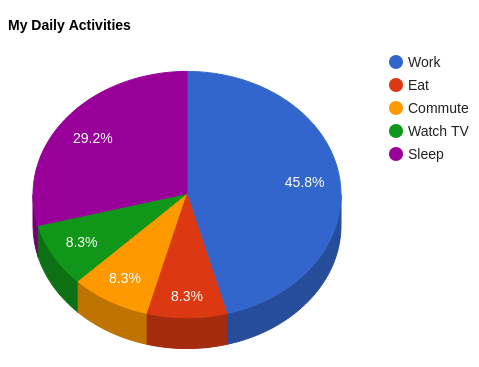 My Daily Activities
Work
Eat
Commute
Watch TV
Sleep
29.2%
45.8%
8.3%
8.3%
8.3%